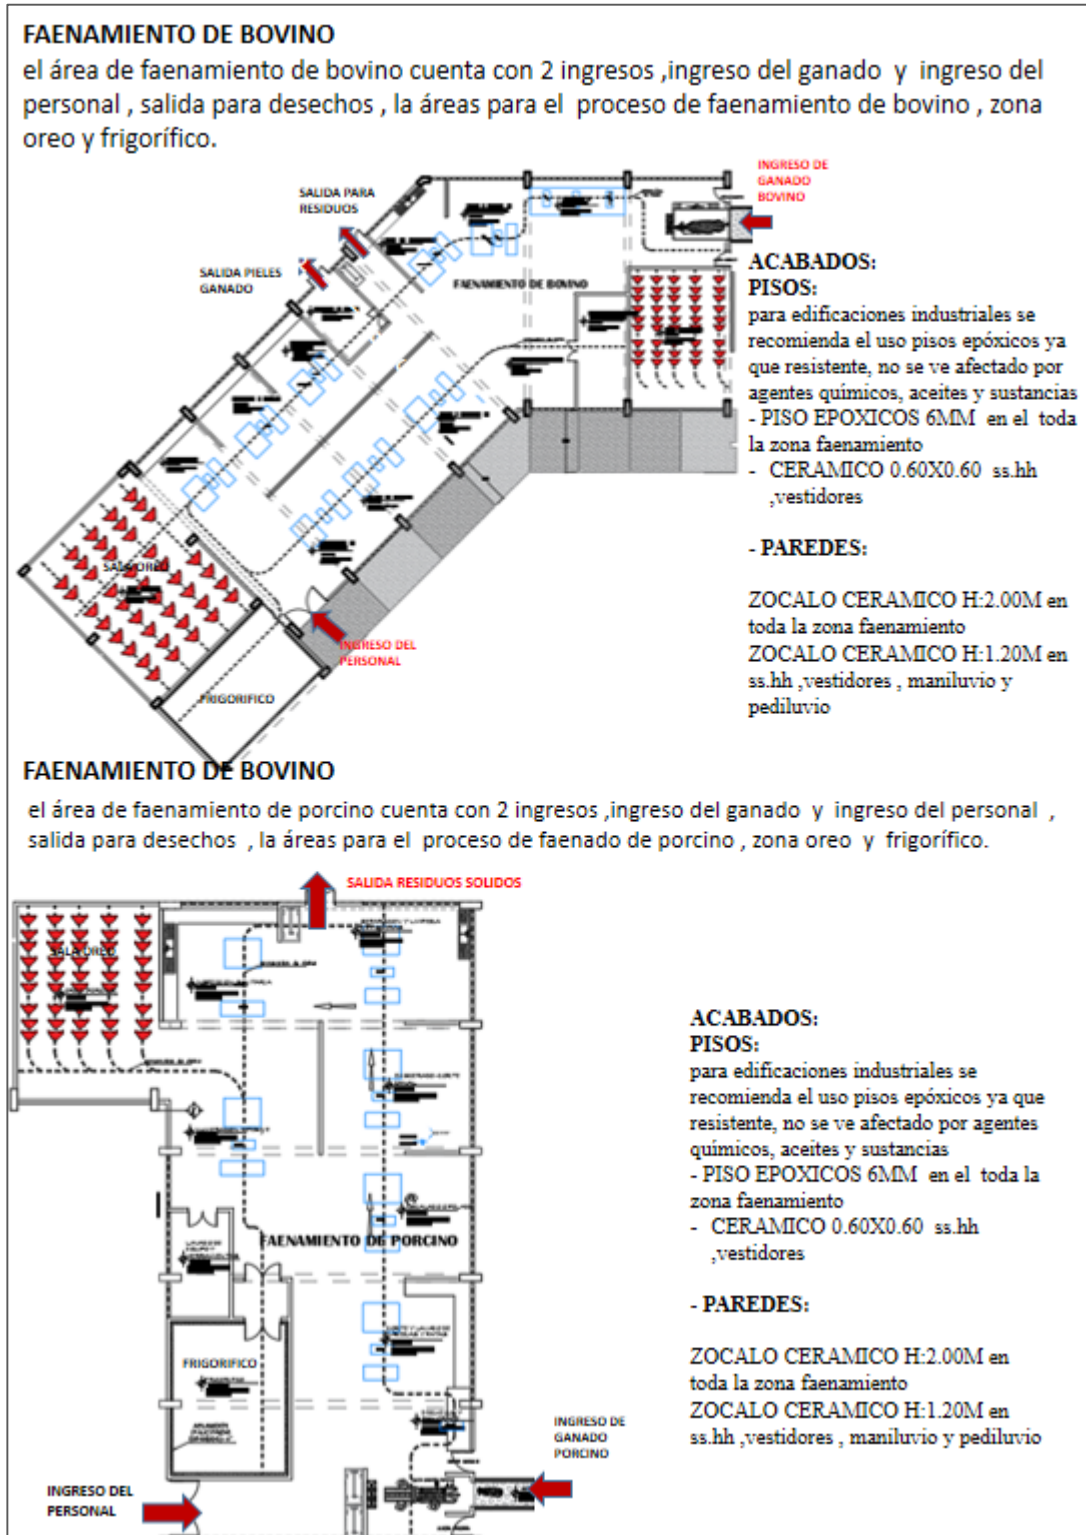 FAENAMIENTO DE BOVINO
el área de faenamiento de bovino cuenta con 2 ingresos ,ingreso del ganado y ingreso del
personal , salida para desechos , la áreas para el proceso de faenamiento de bovino , zona
oreo y frigorífico.
INGRESO DE
GANADO
BOVINO
SALIDA PARA
RESIDUOS
SALIDA PIELES
GANADO
FAENAMIENTO DE BOVINO
SALA OREO
INGRESO DEL
PERSONAL
FRIGORIFICO
ACABADOS:
PISOS:
para edificaciones industriales se
recomienda el uso pisos epóxicos ya
que resistente, no se ve afectado por
agentes químicos, aceites y sustancias
- PISO EPOXICOS 6MM en el toda
la zona faenamiento
- CERAMICO 0.60X0.60 ss.hh
,vestidores
- PAREDES:
ZOCALO CERAMICO H:2.00M en
toda la zona faenamiento
ZOCALO CERAMICO H:1.20M en
ss.hh ,vestidores , maniluvio y
pediluvio
FAENAMIENTO DE BOVINO
el área de faenamiento de porcino cuenta con 2 ingresos ,ingreso del ganado y ingreso del personal ,
salida para desechos , la áreas para el proceso de faenado de porcino , zona oreo y frigorífico.
SALIDA RESIDUOS SOLIDOS
SALA OREO
FAENAMIENTO DE PORCINO
FRIGORIFICO
INGRESO DE
GANADO
PORCINO
INGRESO DEL
PERSONAL
ACABADOS:
PISOS:
para edificaciones industriales se
recomienda el uso pisos epóxicos ya que
resistente, no se ve afectado por agentes
químicos, aceites y sustancias
- PISO EPOXICOS 6MM en el toda la
zona faenamiento
- CERAMICO 0.60X0.60 ss.hh
,vestidores
- PAREDES:
ZOCALO CERAMICO H:2.00M en
toda la zona faenamiento
ZOCALO CERAMICO H:1.20M en
ss.hh ,vestidores , maniluvio y pediluvio